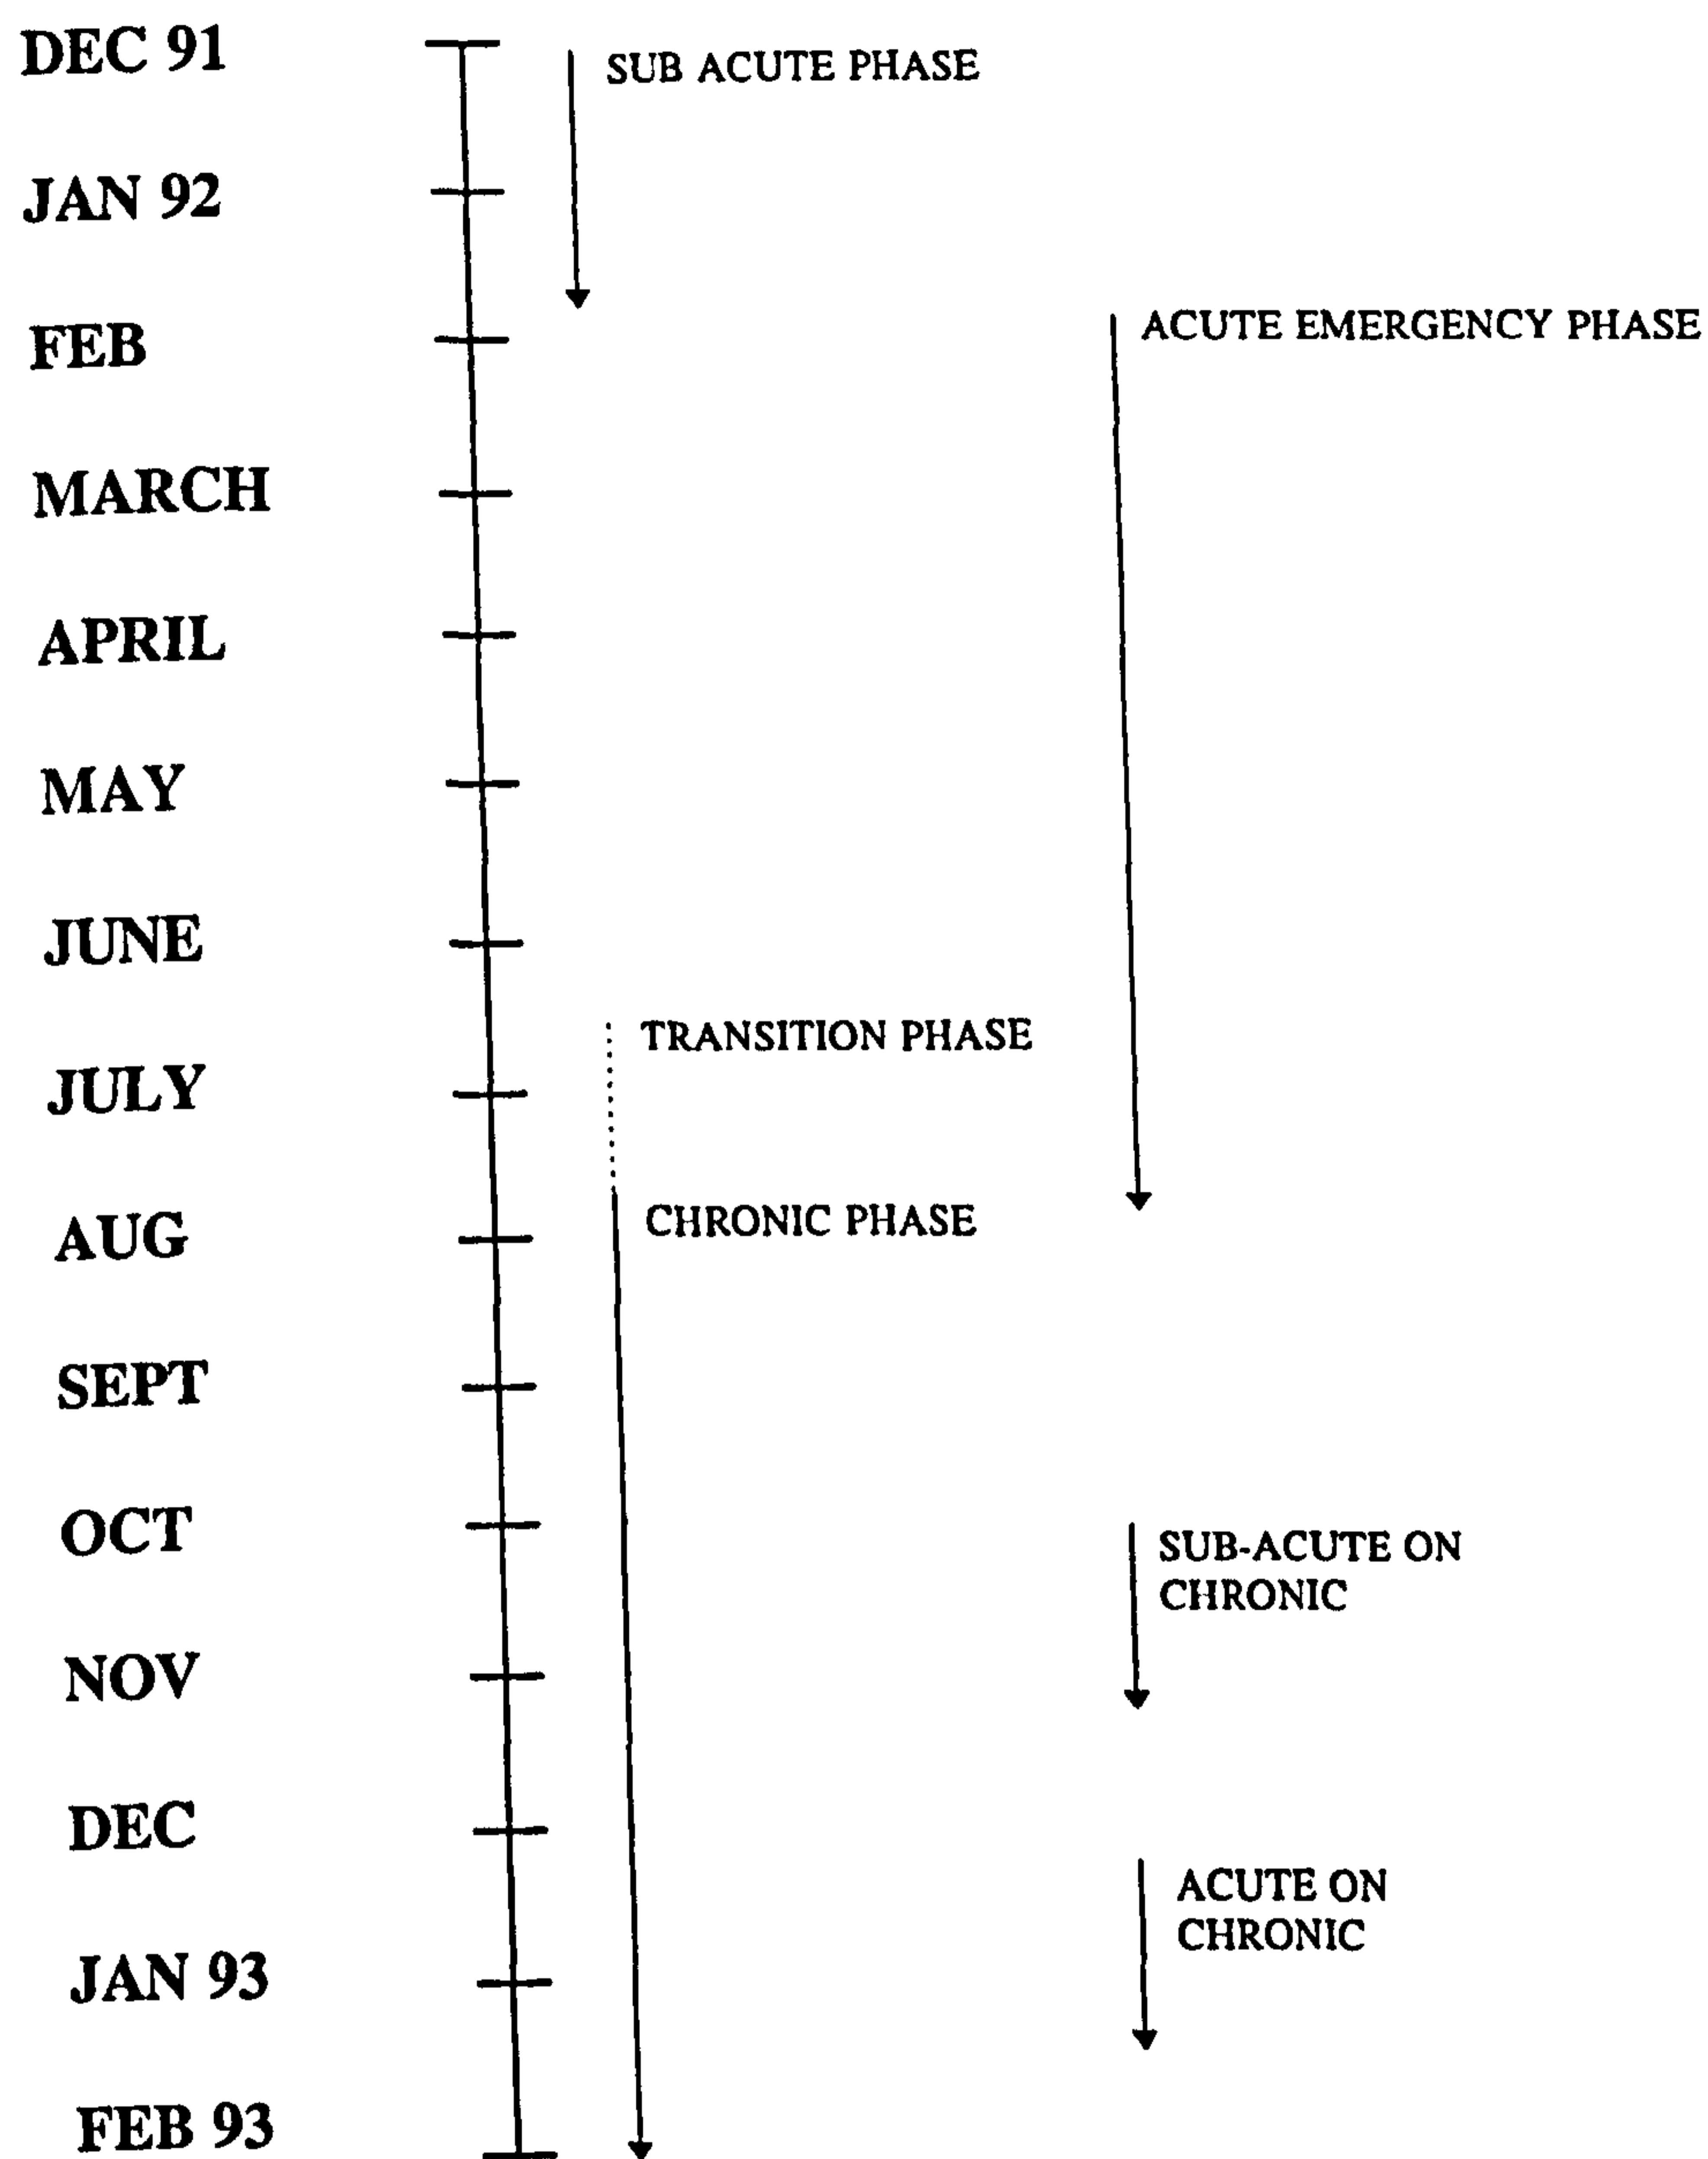 DEC 91
SUB ACUTE PHASE
JAN 92
FEB
ACUTE EMERGENCY PHASE
MARCH
APRIL
MAY
JUNE
TRANSITION PHASE
JULY
CHRONIC PHASE
AUG
SEPT
OCT
SUB-ACUTE ON
CHRONIC
NOV
DEC
ACUTE ON
CHRONIC
JAN 93
FEB 93